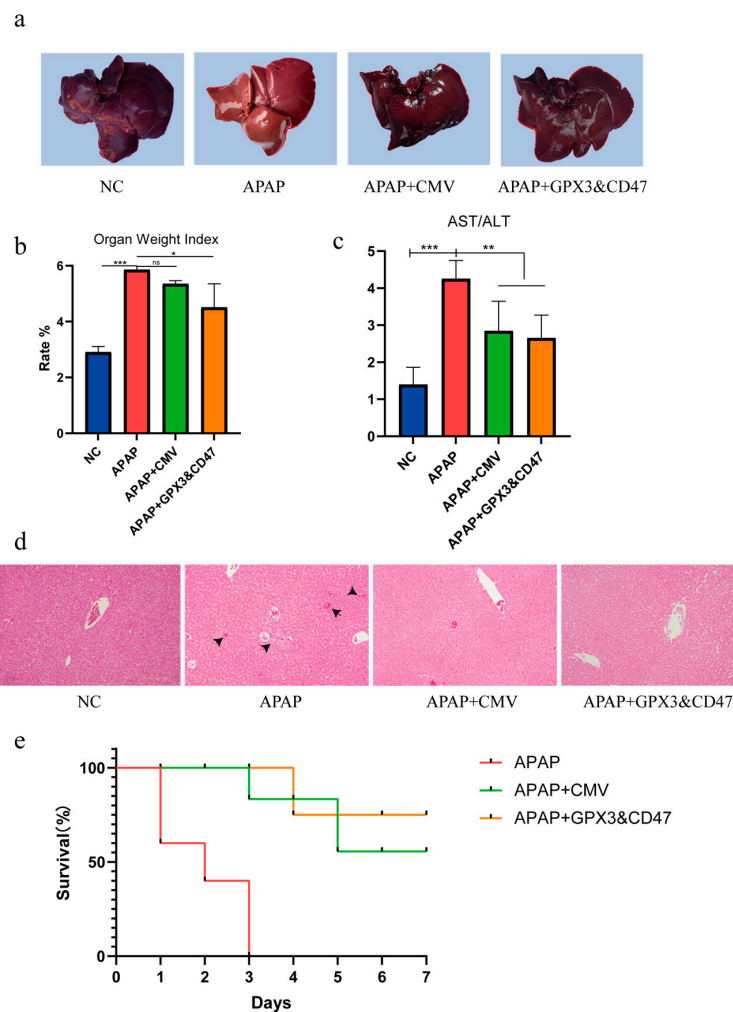 a
NC
APAP
APAP+CMV
APAP+GPX3&CD47
b
Organ Weight Index
***
ns
*
Rate %
6
4
2
0
NC
APAP
APAP+CMV
APAP+GPX3&CD47
c
AST/ALT
***
**
5
4
3
2
1
0
NC
APAP
APAP+CMV
APAP+GPX3&CD47
d
NC
APAP
APAP+CMV
APAP+GPX3&CD47
e
Survival(%)
100
50
0
0 1 2 3 4 5 6 7
Days
APAP
APAP+CMV
APAP+GPX3&CD47